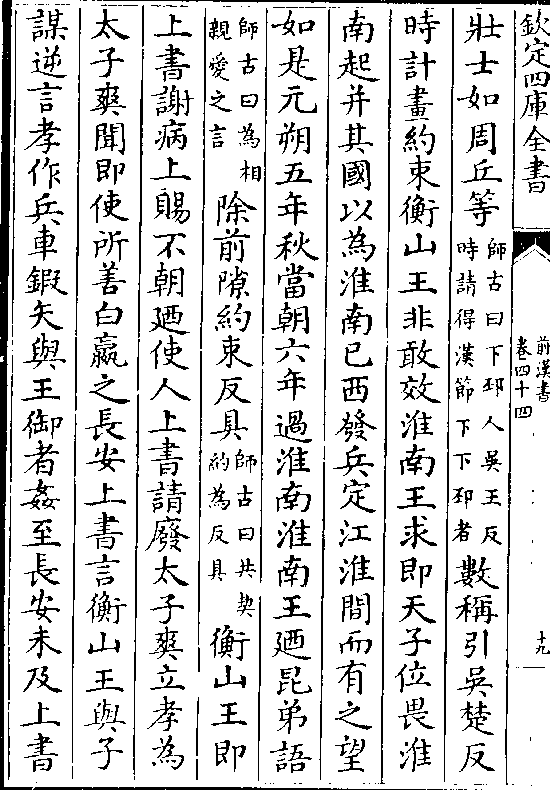 欽定四庫全書
前漢書
卷四十四
十九
壯士如周丘等師古曰下邳人吳王反時請得漢節下下邳者數稱引吳楚反
時計畫約束衡山王非敢效淮南王求即天子位畏淮
南起并其國以為淮南已西發兵定江淮間而有之望
如是元朔五年秋當朝六年過淮南淮南王廼昆弟語
師古曰為相親愛之言除前隙約束反具師古曰共契約為反具衡山王即
上書謝病上賜不朝廼使人上書請廢太子爽立孝為
太子爽聞即使所善白嬴之長安上書言衡山王與子
謀逆言孝作兵車鍜矢與王御者姦至長安未及上書